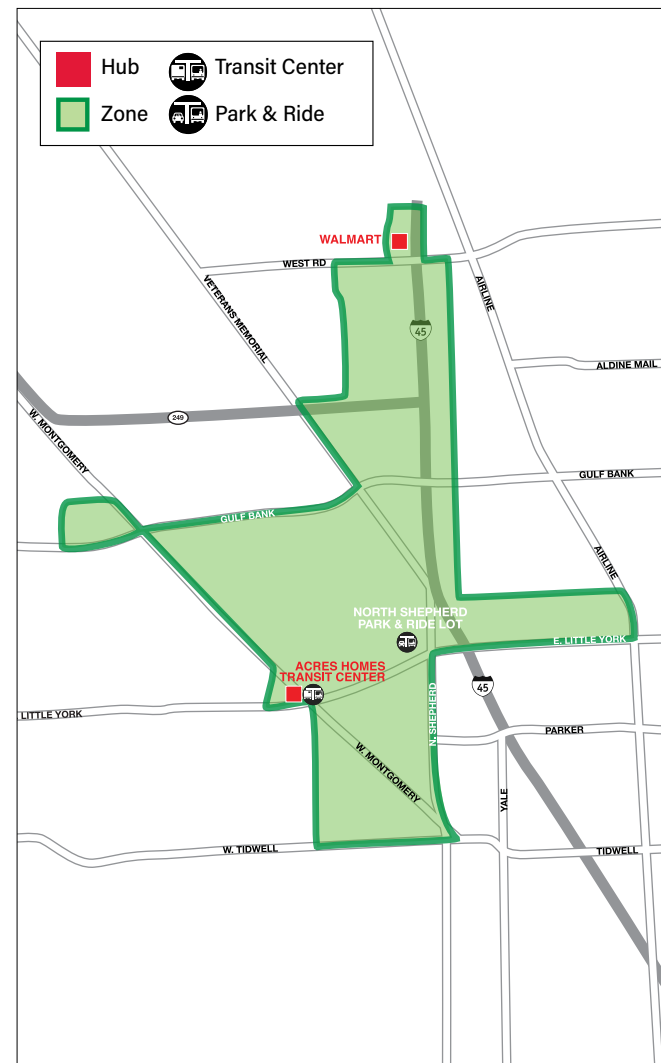 Hub
Transit Center
Zone
Park & Ride
WALMART
WEST RD
VETERANS MEMORIAL
AIRLINE
45
ALDINE MAIL
249
W. MONTGOMERY
GULF BANK
GULF BANK
AIRLINE
NORTH SHEPHERD
PARK & RIDE LOT
E. LITTLE YORK
ACRES HOMES
TRANSIT CENTER
45
LITTLE YORK
N. SHEPHERD
PARKER
W. MONTGOMERY
YALE
W. TIDWELL
TIDWELL